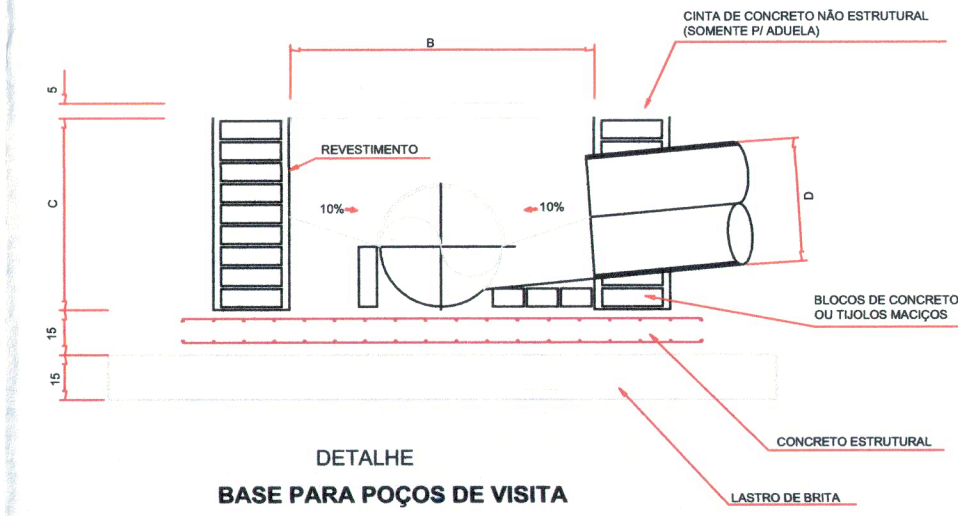 CINTA DE CONCRETO NÃO ESTRUTURAL
(SOMENTE P/ ADUELA)
B
5
REVESTIMENTO
C
10%
10%
D
BLOCOS DE CONCRETO
OU TIJOLOS MACIÇOS
15
15
CONCRETO ESTRUTURAL
DETALHE
BASE PARA POÇOS DE VISITA
LASTRO DE BRITA